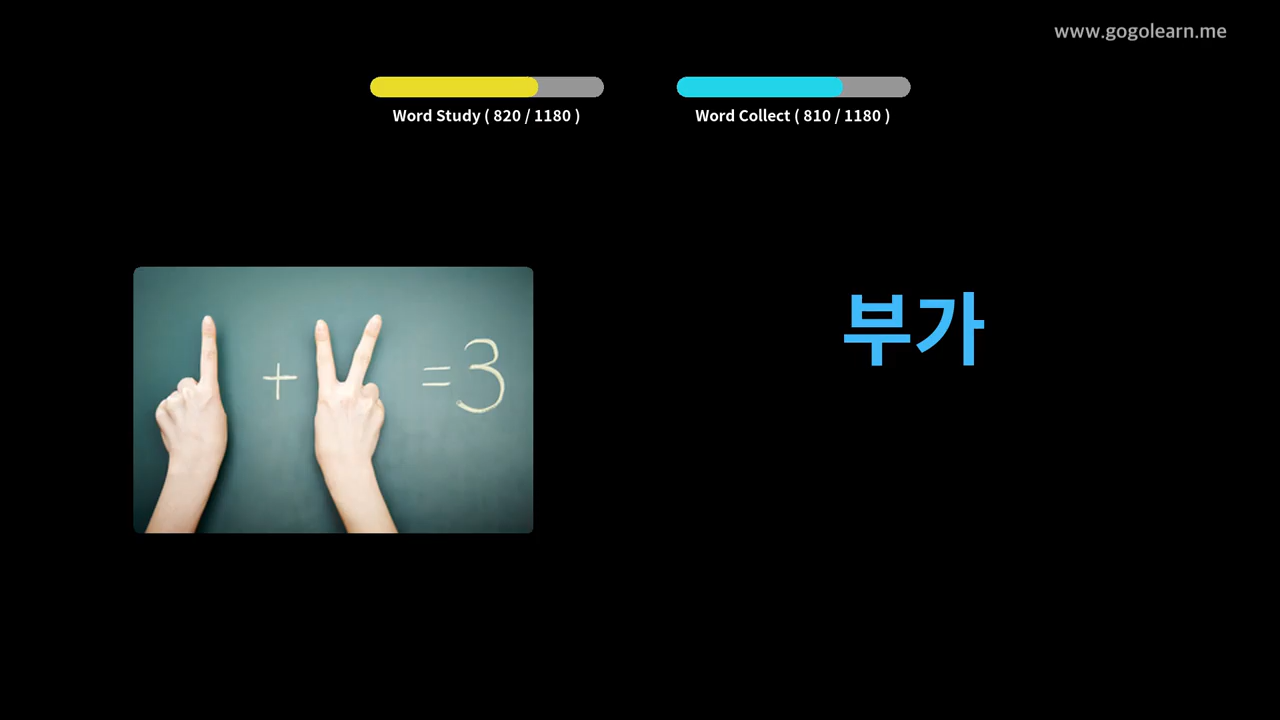 www.gogolearn.me
Word Study ( 820 / 1180 )
Word Collect ( 810 / 1180 )
+ = 3
부가